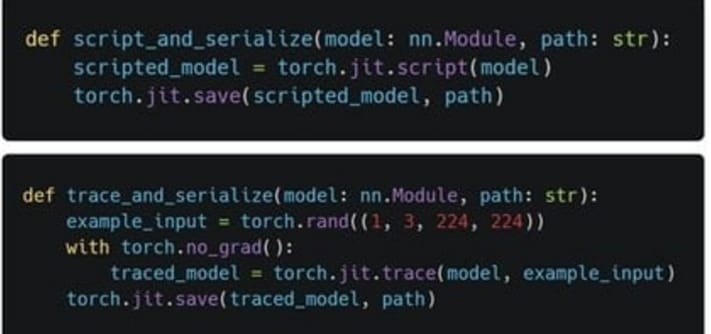 def script_and_serialize(model: nn.Module, path: str):
    scripted_model = torch.jit.script(model)
    torch.jit.save(scripted_model, path)
def trace_and_serialize(model: nn.Module, path: str):
    example_input = torch.rand((1, 3, 224, 224))
    with torch.no_grad():
        traced_model = torch.jit.trace(model, example_input)
    torch.jit.save(traced_model, path)